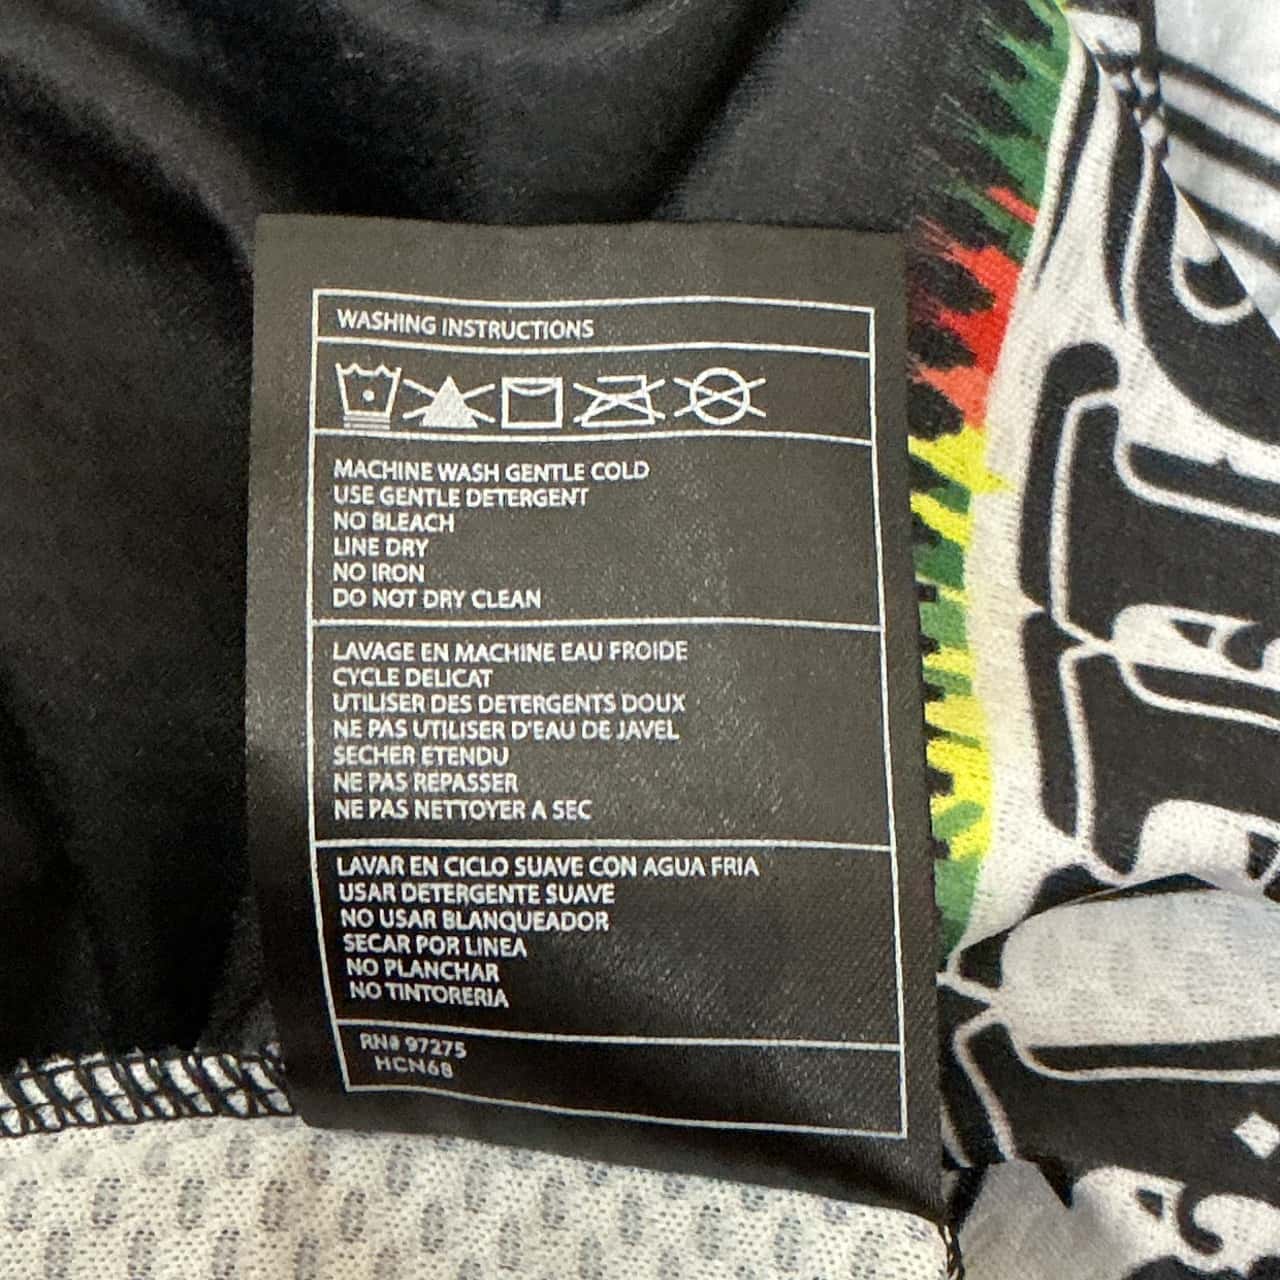 WASHING INSTRUCTIONS
MACHINE WASH GENTLE COLD
USE GENTLE DETERGENT
NO BLEACH
LINE DRY
NO IRON
DO NOT DRY CLEAN
LAVAGE EN MACHINE EAU FROIDE
CYCLE DELICAT
UTILISER DES DETERGENTS DOUX
NE PAS UTILISER D'EAU DE JAVEL
SECHER ETENDU
NE PAS REPASSER
NE PAS NETTOYER A SEC
LAVAR EN CICLO SUAVE CON AGUA FRIA
USAR DETERGENTE SUAVE
NO USAR BLANQUEADOR
SECAR POR LINEA
NO PLANCHAR
NO TINTORERIA
RN# 97275
HCN68